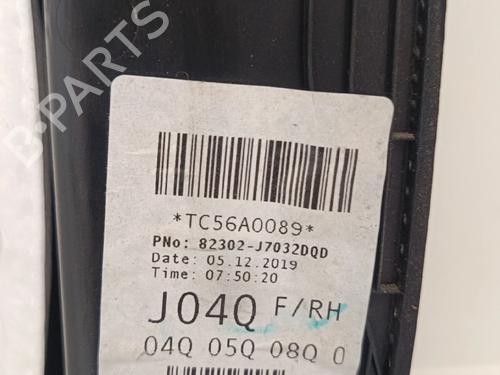 B-PARTS
*TC56A0089*
PNo: 82302-J7032DQD
Date: 05.12.2019
Time: 07:50:20
J04Q F/RH
04Q 05Q 08Q 0